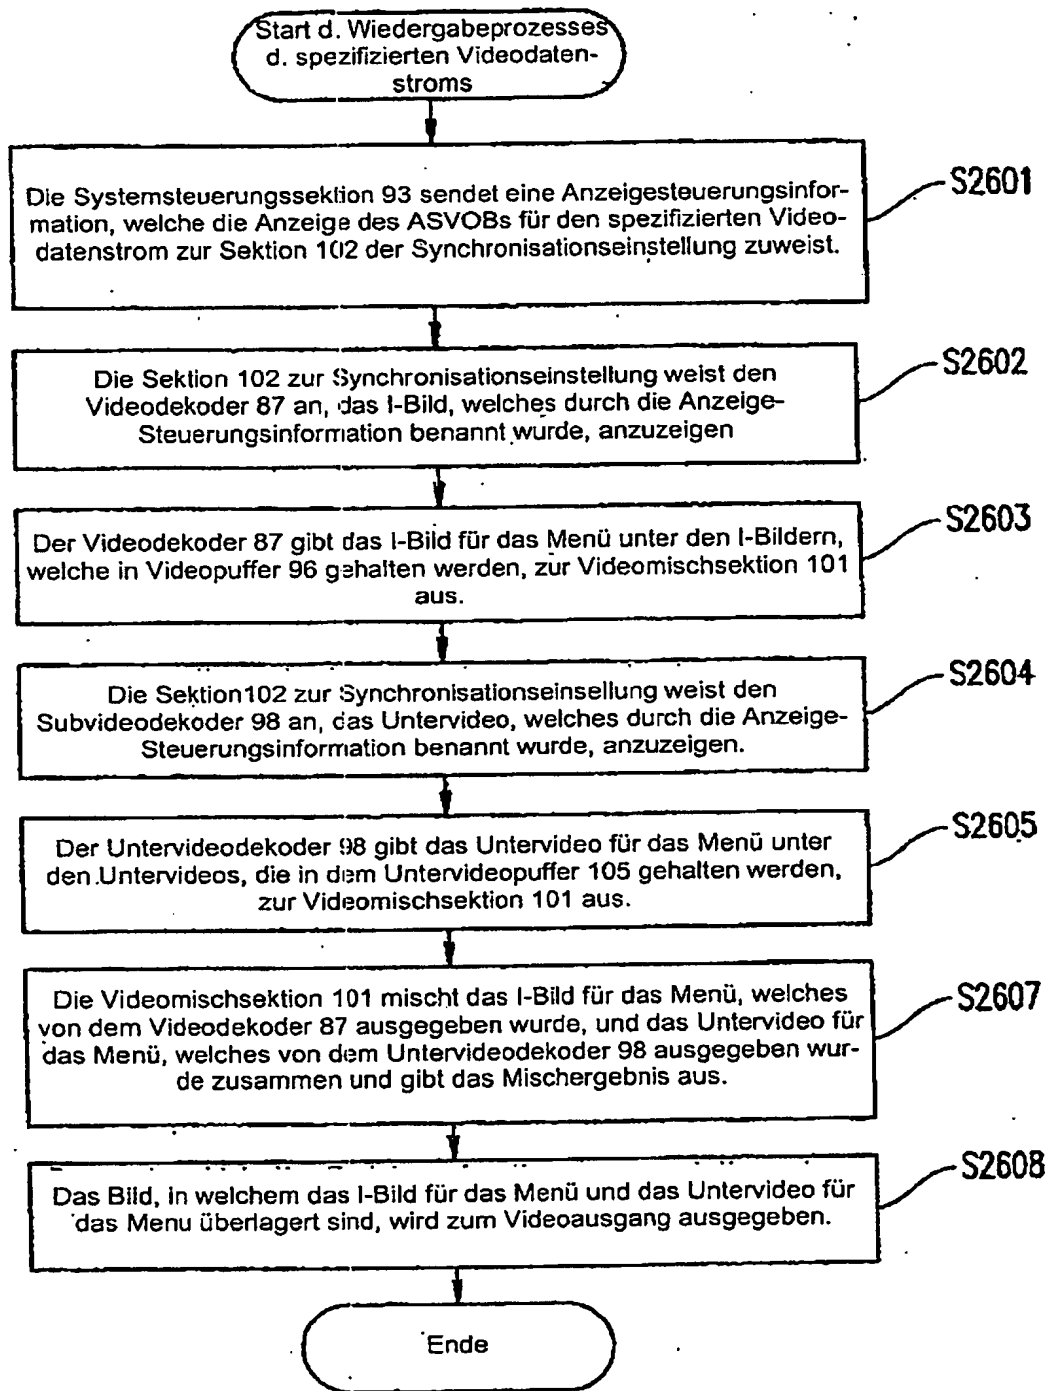 Start d. Wiedergabeprozesses
d. spezifizierten Videodaten-
stroms
Die Systemsteuerungssektion 93 sendet eine Anzeigesteuerungsinfor-
mation, welche die Anzeige des ASVOBs für den spezifizierten Video-
datenstrom zur Sektion 102 der Synchronisationseinstellung zuweist.
S2601
Die Sektion 102 zur Synchronisationseinstellung weist den
Videodekoder 87 an, das I-Bild, welches durch die Anzeige-
Steuerungsinformation benannt wurde, anzuzeigen
S2602
Der Videodekoder 87 gibt das I-Bild für das Menü unter den I-Bildern,
welche in Videopuffer 96 gehalten werden, zur Videomischsektion 101
aus.
S2603
Die Sektion102 zur Synchronisationseinsellung weist den
Subvideodekoder 98 an, das Untervideo, welches durch die Anzeige-
Steuerungsinformation benannt wurde, anzuzeigen.
S2604
Der Untervideodekoder 98 gibt das Untervideo für das Menü unter
den Untervideos, die in dem Untervideopuffer 105 gehalten werden,
zur Videomischsektion 101 aus.
S2605
Die Videomischsektion 101 mischt das I-Bild für das Menü, welches
von dem Videodekoder 87 ausgegeben wurde, und das Untervideo für
das Menü, welches von dem Untervideodekoder 98 ausgegeben wur-
de zusammen und gibt das Mischergebnis aus.
S2607
Das Bild, in welchem das I-Bild für das Menü und das Untervideo für
das Menu überlagert sind, wird zum Videoausgang ausgegeben.
S2608
Ende